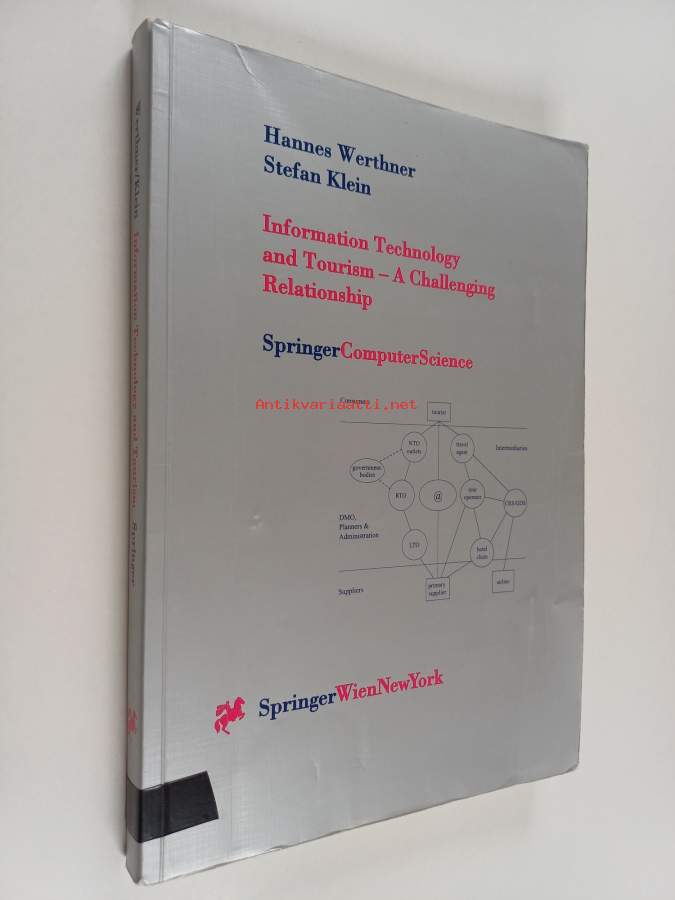 Hannes Werthner
Stefan Klein
Information Technology
and Tourism – A Challenging
Relationship
SpringerComputerScience
Antikvariaatti.net
Consumers
tourist
NTO
outlets
travel
agent
Intermediaries
government
bodies
RTO
@
tour
operator
CRS/GDS
DMO,
Planners &
Administration
LTO
hotel
chain
Suppliers
primary
supplier
airline
SpringerWienNewYork
Werthner/Klein Information Technology and Tourism Springer